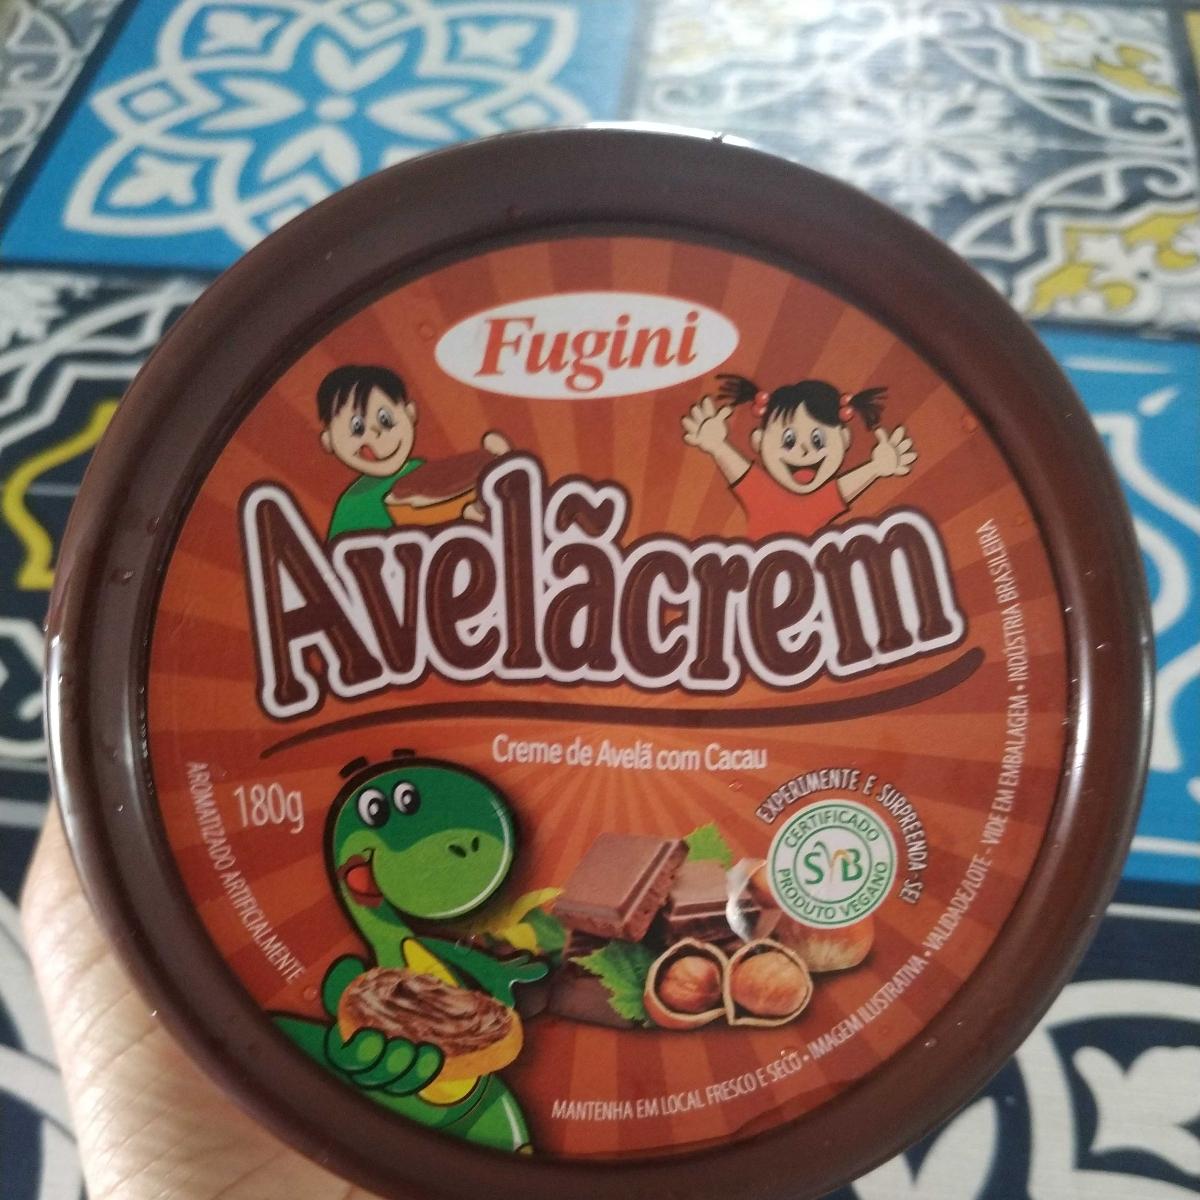 Fugini
Avelãcrem
Creme de Avelã com Cacau
180g
AROMATIZADO ARTIFICIALMENTE
EXPERIMENTE E SURPREENDA-SE!
CERTIFICADO
SVB
PRODUTO VEGANO
MANTENHA EM LOCAL FRESCO E SECO • IMAGEM ILUSTRATIVA • VALIDADE/LOTE - VIDE EM EMBALAGEM • INDÚSTRIA BRASILEIRA